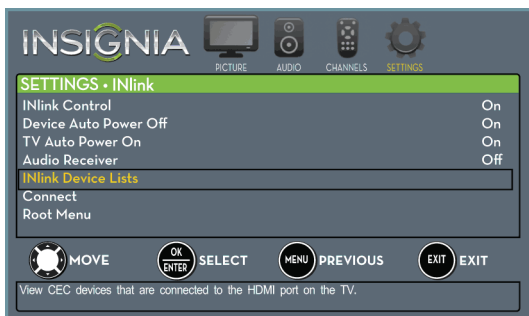 INSIGNIA
PICTURE AUDIO CHANNELS SETTINGS
SETTINGS • INlink
INlink Control On
Device Auto Power Off On
TV Auto Power On On
Audio Receiver Off
INlink Device Lists
Connect
Root Menu
MOVE OK ENTER SELECT MENU PREVIOUS EXIT EXIT
View CEC devices that are connected to the HDMI port on the TV.